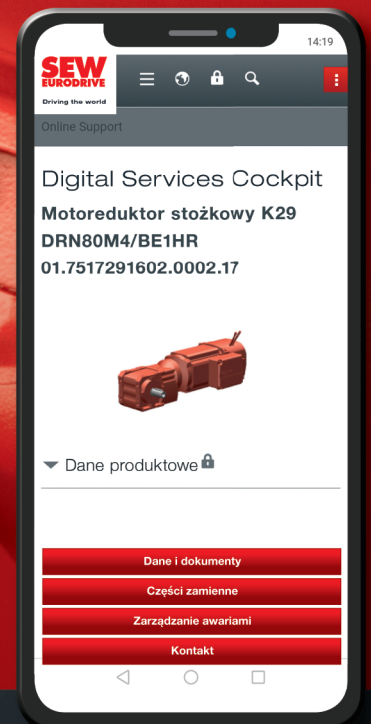 14:19
SEW
EURODRIVE
Driving the world
Online Support
Digital Services Cockpit
Motoreduktor stożkowy K29
DRN80M4/BE1HR
01.7517291602.0002.17
Dane produktowe
Dane i dokumenty
Części zamienne
Zarządzanie awariami
Kontakt